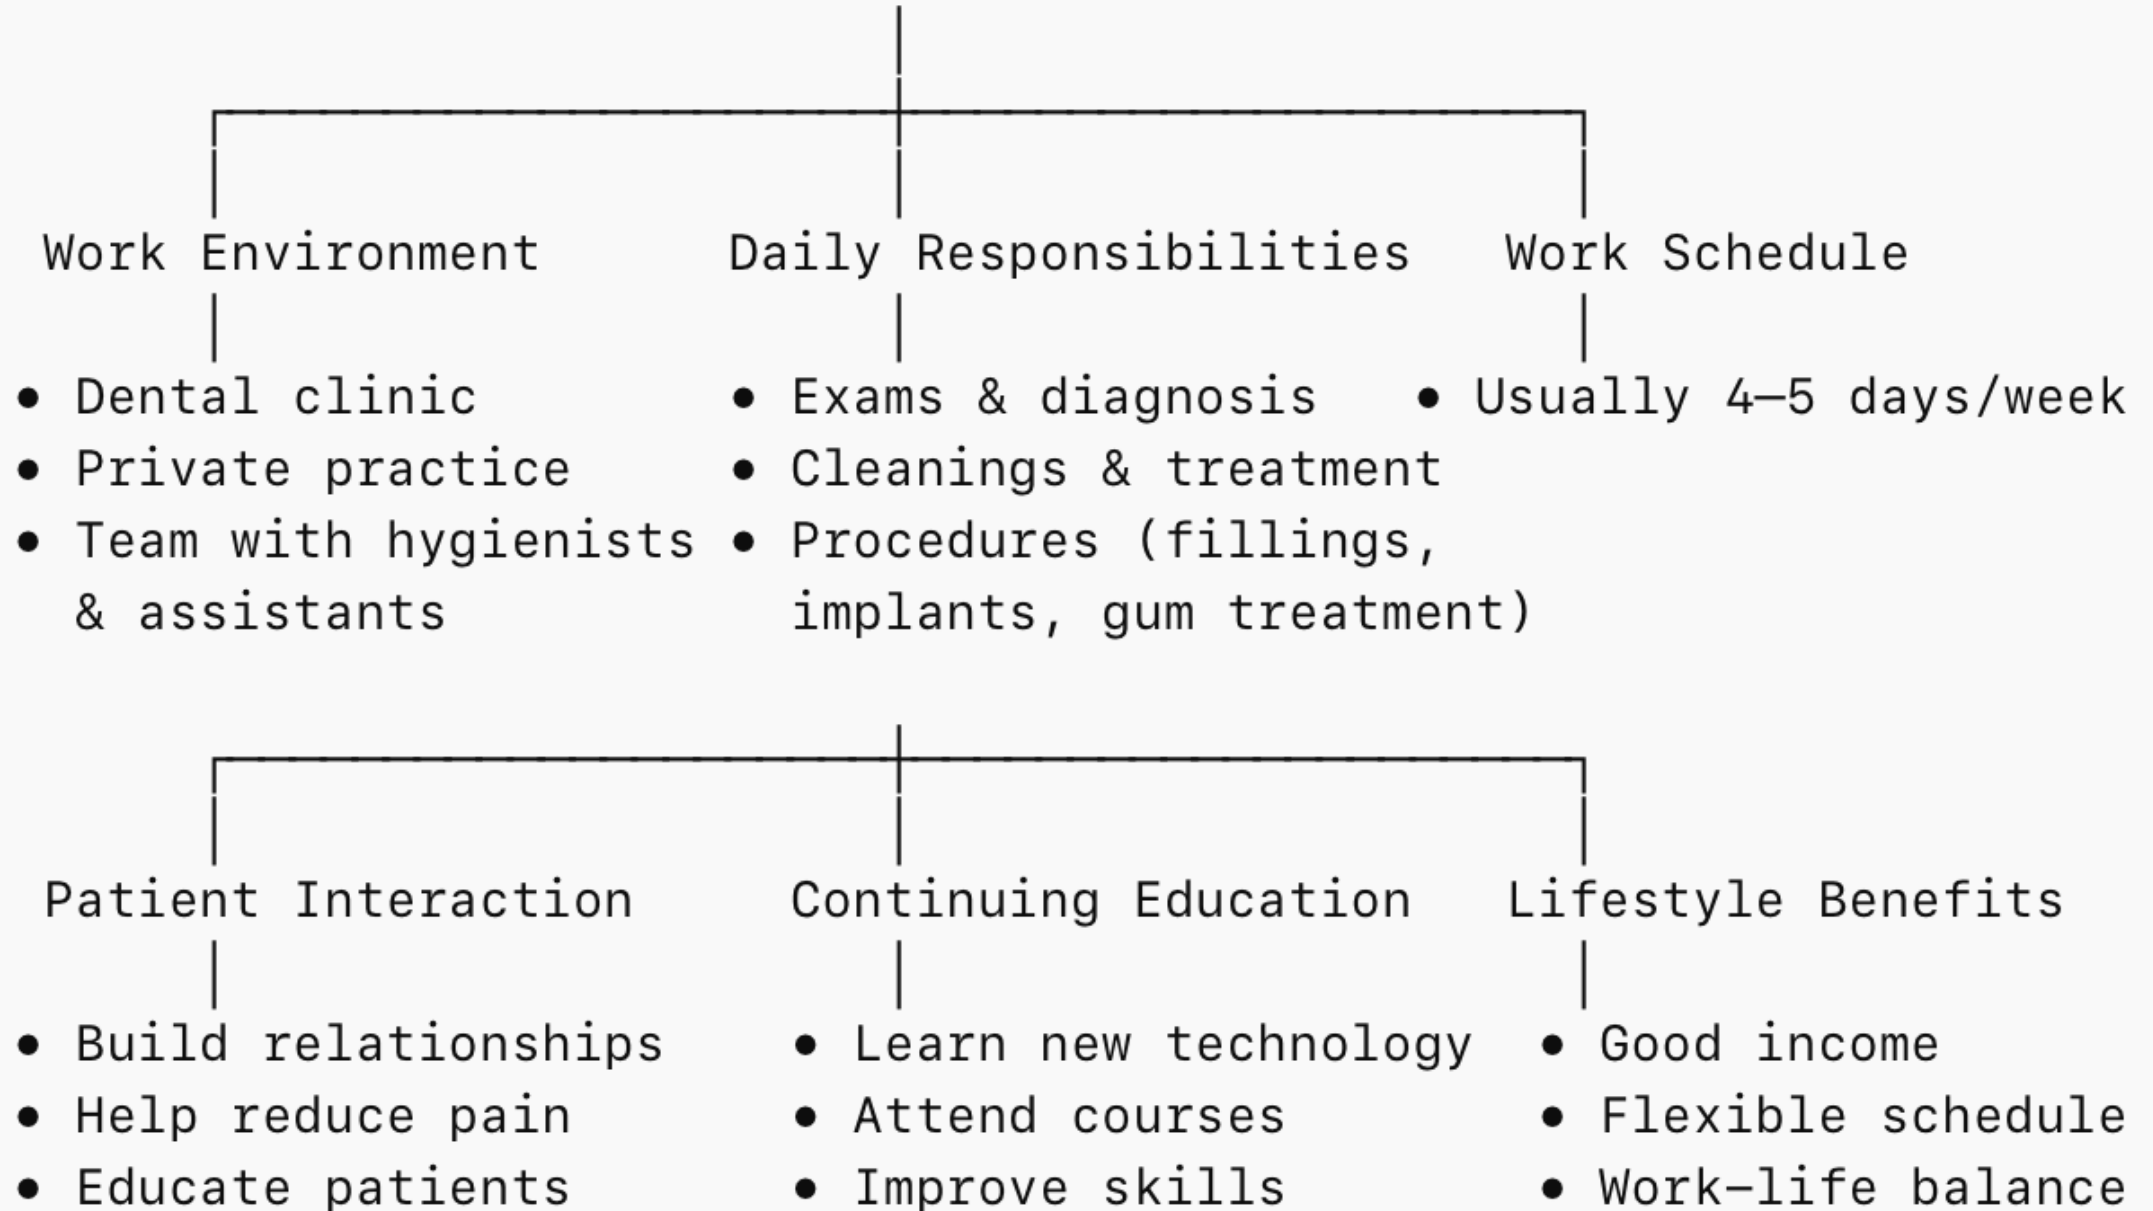 Work Environment
Daily Responsibilities
Work Schedule
• Dental clinic
• Private practice
• Team with hygienists
& assistants
• Exams & diagnosis
• Cleanings & treatment
• Procedures (fillings,
implants, gum treatment)
• Usually 4–5 days/week
Patient Interaction
Continuing Education
Lifestyle Benefits
• Build relationships
• Help reduce pain
• Educate patients
• Learn new technology
• Attend courses
• Improve skills
• Good income
• Flexible schedule
• Work–life balance